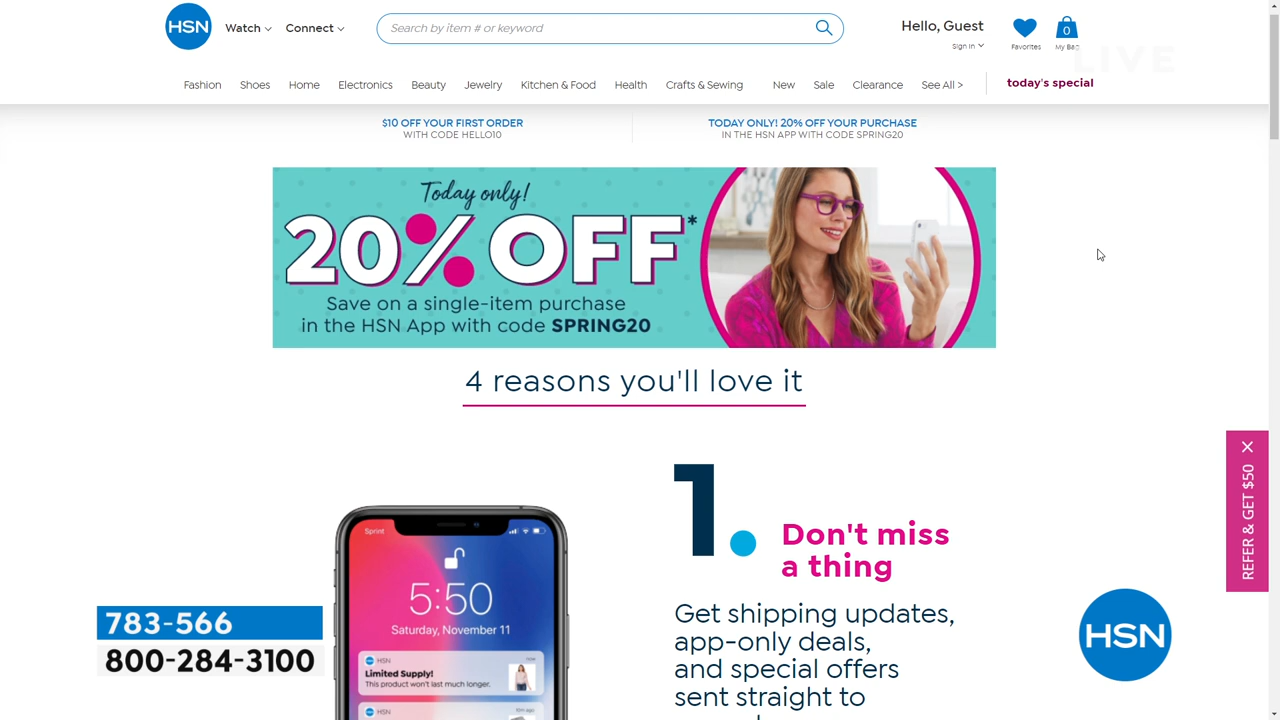 HSN
Watch
Connect
Search by item # or keyword
Hello, Guest
Sign In
Favorites
0
My Bag
LIVE
Fashion
Shoes
Home
Electronics
Beauty
Jewelry
Kitchen & Food
Health
Crafts & Sewing
New
Sale
Clearance
See All >
today's special
$10 OFF YOUR FIRST ORDER
WITH CODE HELLO10
TODAY ONLY! 20% OFF YOUR PURCHASE
IN THE HSN APP WITH CODE SPRING20
Today only!
20% OFF*
Save on a single-item purchase
in the HSN App with code SPRING20
4 reasons you'll love it
1.
Don't miss
a thing
Get shipping updates,
app-only deals,
and special offers
sent straight to
Sprint
5:50
Saturday, November 11
HSN
now
Limited Supply!
This product won't last much longer.
HSN
10m ago
783-566
800-284-3100
REFER & GET $50
HSN